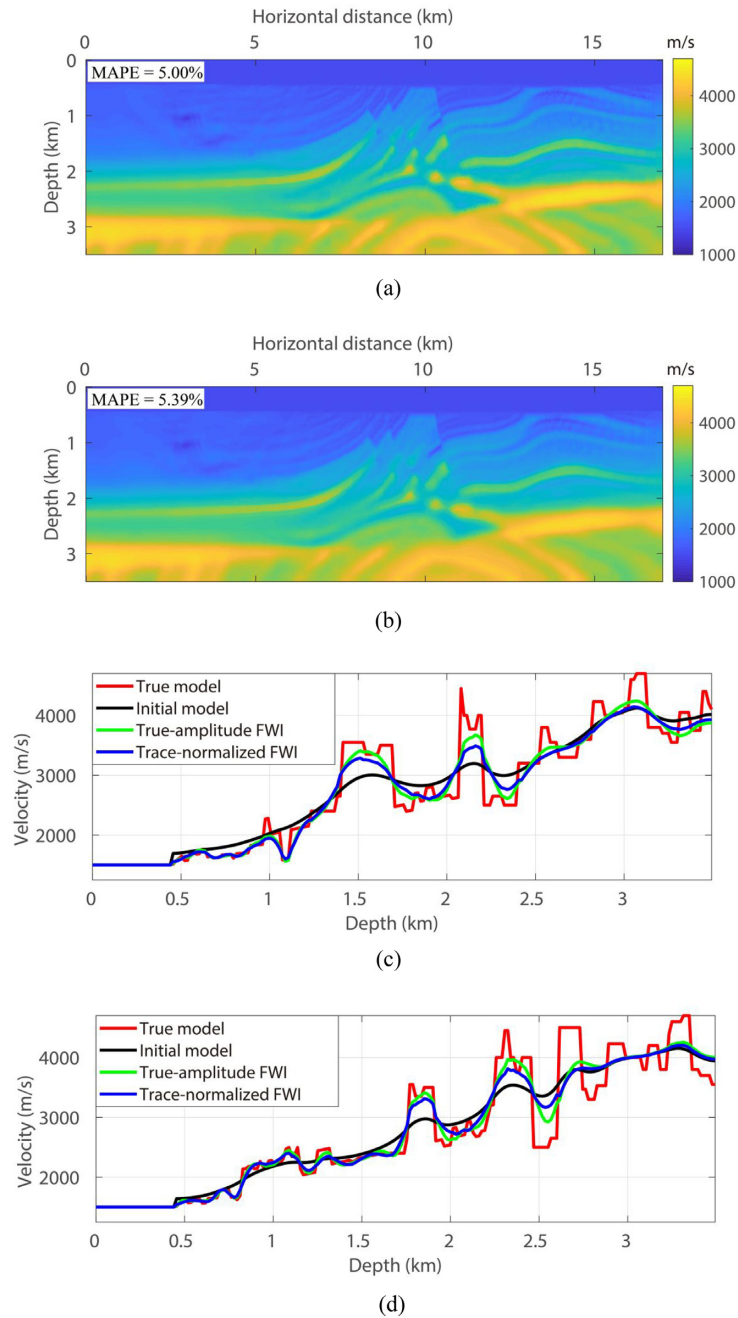 Horizontal distance (km)
0 5 10 15
m/s
0
MAPE = 5.00%
4000
1
Depth (km)
3000
2
2000
3
1000
(a)
Horizontal distance (km)
0 5 10 15
m/s
0
MAPE = 5.39%
4000
1
Depth (km)
3000
2
2000
3
1000
(b)
True model
Initial model
True-amplitude FWI
Trace-normalized FWI
Velocity (m/s)
4000
3000
2000
0 0.5 1 1.5 2 2.5 3
Depth (km)
(c)
True model
Initial model
True-amplitude FWI
Trace-normalized FWI
Velocity (m/s)
4000
3000
2000
0 0.5 1 1.5 2 2.5 3
Depth (km)
(d)